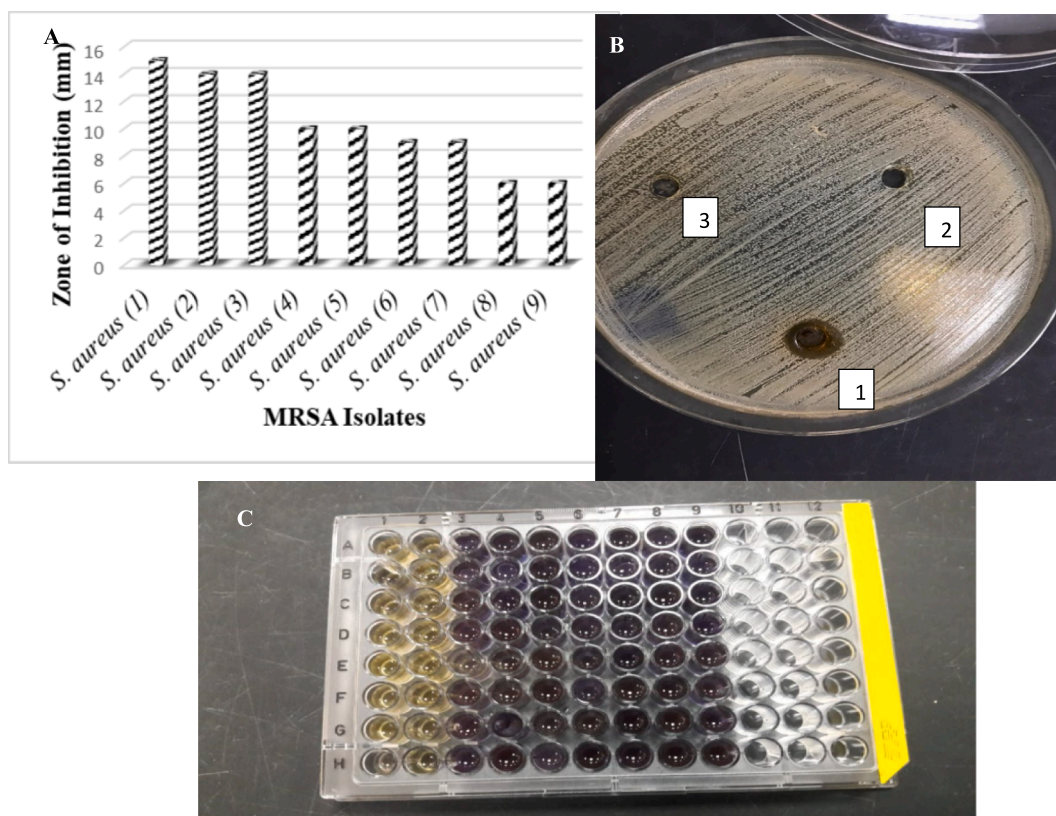 A
16
14
12
10
8
6
4
2
0
Zone of Inhibition (mm)
S. aureus (1)
S. aureus (2)
S. aureus (3)
S. aureus (4)
S. aureus (5)
S. aureus (6)
S. aureus (7)
S. aureus (8)
S. aureus (9)
MRSA Isolates
B
3
2
1
C
1 2 3 4 5 6 7 8 9 10 11 12
A
B
C
D
E
F
G
H